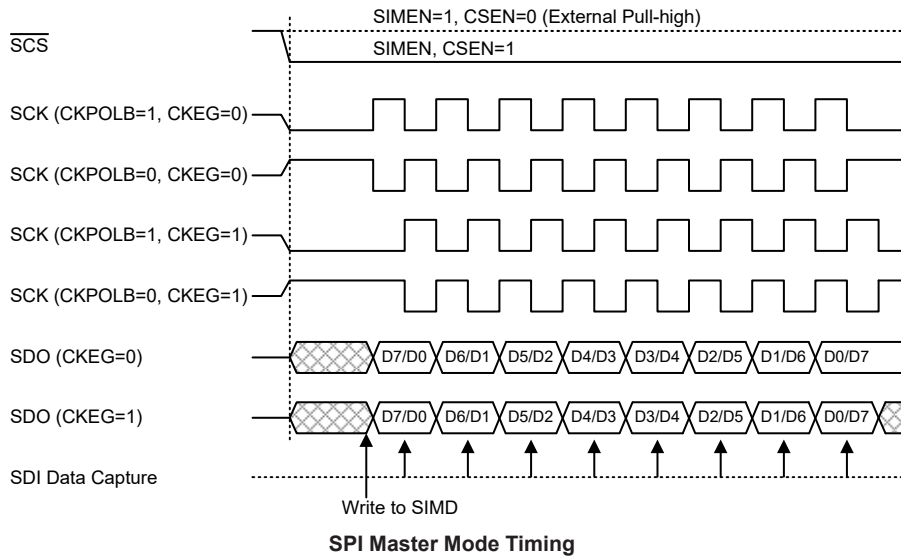 SIMEN=1, CSEN=0 (External Pull-high)
SCS
SIMEN, CSEN=1
SCK (CKPOLB=1, CKEG=0)
SCK (CKPOLB=0, CKEG=0)
SCK (CKPOLB=1, CKEG=1)
SCK (CKPOLB=0, CKEG=1)
SDO (CKEG=0) D7/D0 D6/D1 D5/D2 D4/D3 D3/D4 D2/D5 D1/D6 D0/D7
SDO (CKEG=1) D7/D0 D6/D1 D5/D2 D4/D3 D3/D4 D2/D5 D1/D6 D0/D7
SDI Data Capture
Write to SIMD
SPI Master Mode Timing